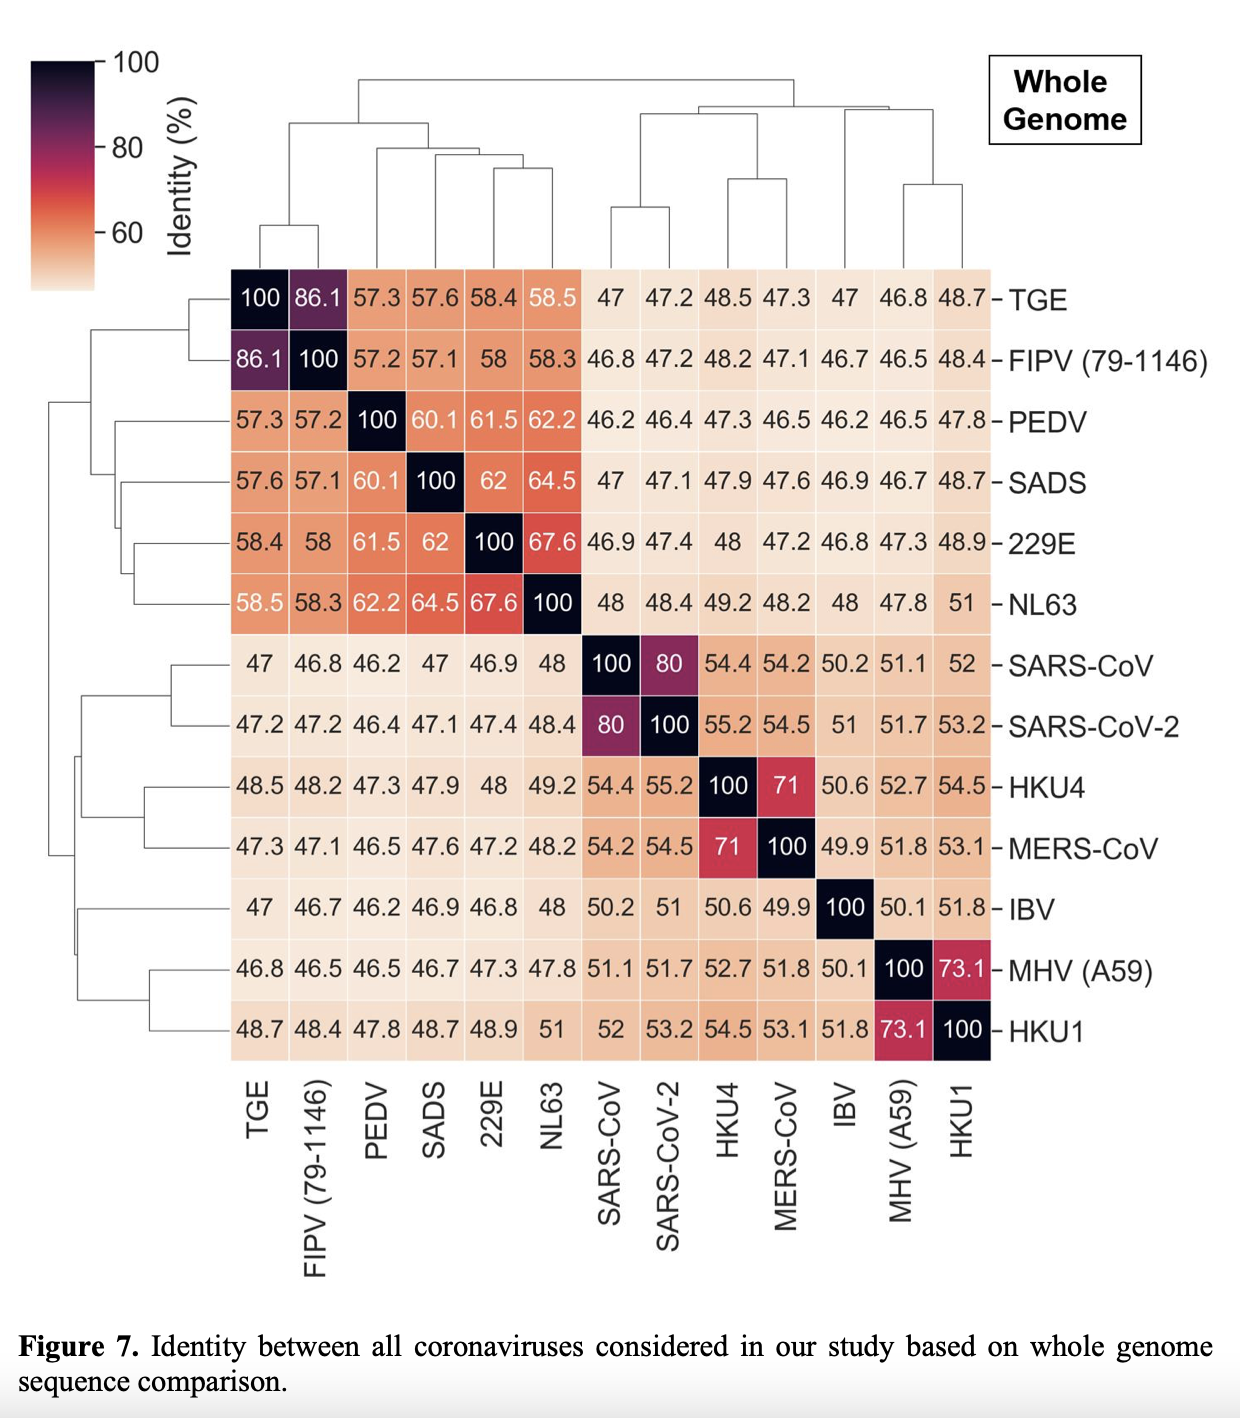 100
80
60
Identity (%)
Whole
Genome
100 86.1 57.3 57.6 58.4 58.5 47 47.2 48.5 47.3 47 46.8 48.7 TGE
86.1 100 57.2 57.1 58 58.3 46.8 47.2 48.2 47.1 46.7 46.5 48.4 FIPV (79-1146)
57.3 57.2 100 60.1 61.5 62.2 46.2 46.4 47.3 46.5 46.2 46.5 47.8 PEDV
57.6 57.1 60.1 100 62 64.5 47 47.1 47.9 47.6 46.9 46.7 48.7 SADS
58.4 58 61.5 62 100 67.6 46.9 47.4 48 47.2 46.8 47.3 48.9 229E
58.5 58.3 62.2 64.5 67.6 100 48 48.4 49.2 48.2 48 47.8 51 NL63
47 46.8 46.2 47 46.9 48 100 80 54.4 54.2 50.2 51.1 52 SARS-CoV
47.2 47.2 46.4 47.1 47.4 48.4 80 100 55.2 54.5 51 51.7 53.2 SARS-CoV-2
48.5 48.2 47.3 47.9 48 49.2 54.4 55.2 100 71 50.6 52.7 54.5 HKU4
47.3 47.1 46.5 47.6 47.2 48.2 54.2 54.5 71 100 49.9 51.8 53.1 MERS-CoV
47 46.7 46.2 46.9 46.8 48 50.2 51 50.6 49.9 100 50.1 51.8 IBV
46.8 46.5 46.5 46.7 47.3 47.8 51.1 51.7 52.7 51.8 50.1 100 73.1 MHV (A59)
48.7 48.4 47.8 48.7 48.9 51 52 53.2 54.5 53.1 51.8 73.1 100 HKU1
TGE
FIPV (79-1146)
PEDV
SADS
229E
NL63
SARS-CoV
SARS-CoV-2
HKU4
MERS-CoV
IBV
MHV (A59)
HKU1
Figure 7. Identity between all coronaviruses considered in our study based on whole genome
sequence comparison.